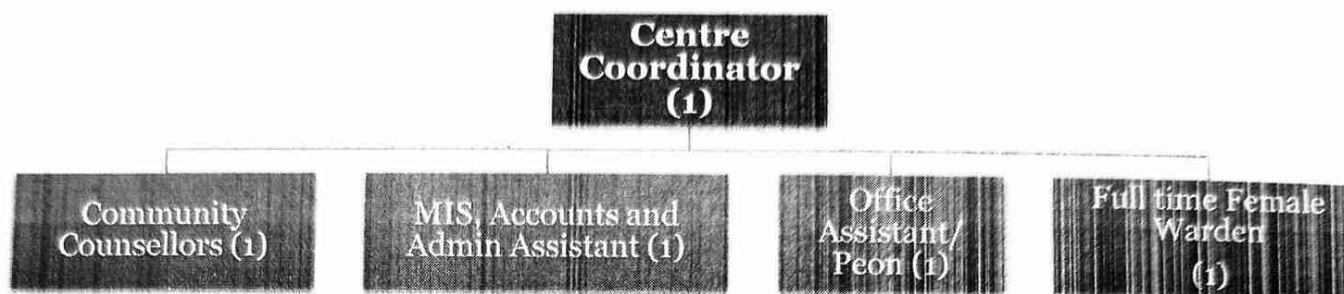 Centre
Coordinator
(1)
Community
Counsellors (1)
MIS, Accounts and
Admin Assistant (1)
Office
Assistant/
Peon (1)
Full time Female
Warden
(1)